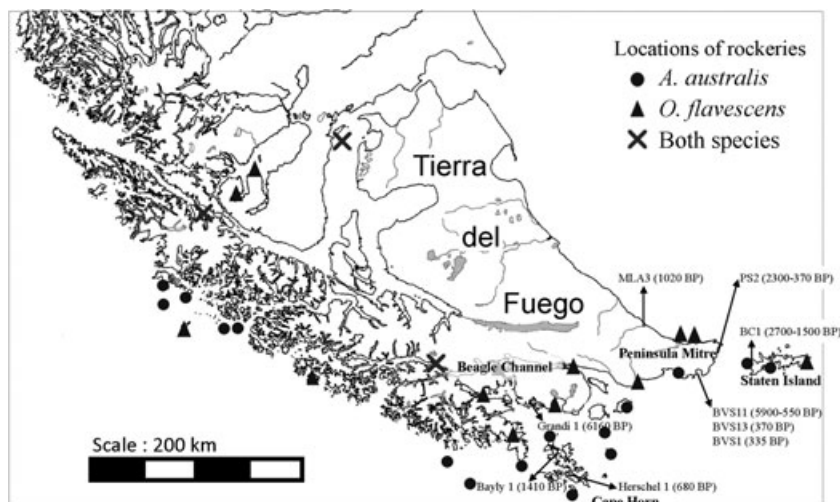 Locations of rockeries
A. australis
O. flavescens
Both species
Tierra
del
Fuego
MLA3 (1020 BP)
PS2 (2300-370 BP)
BC1 (2700-1500 BP)
Peninsula Mitre
Beagle Channel
Staten Island
BVS11 (5900-550 BP)
BVS13 (370 BP)
BVS1 (335 BP)
Grandi 1 (6160 BP)
Scale : 200 km
Bayly 1 (1410 BP)
Herschel 1 (680 BP)
Cape Horn